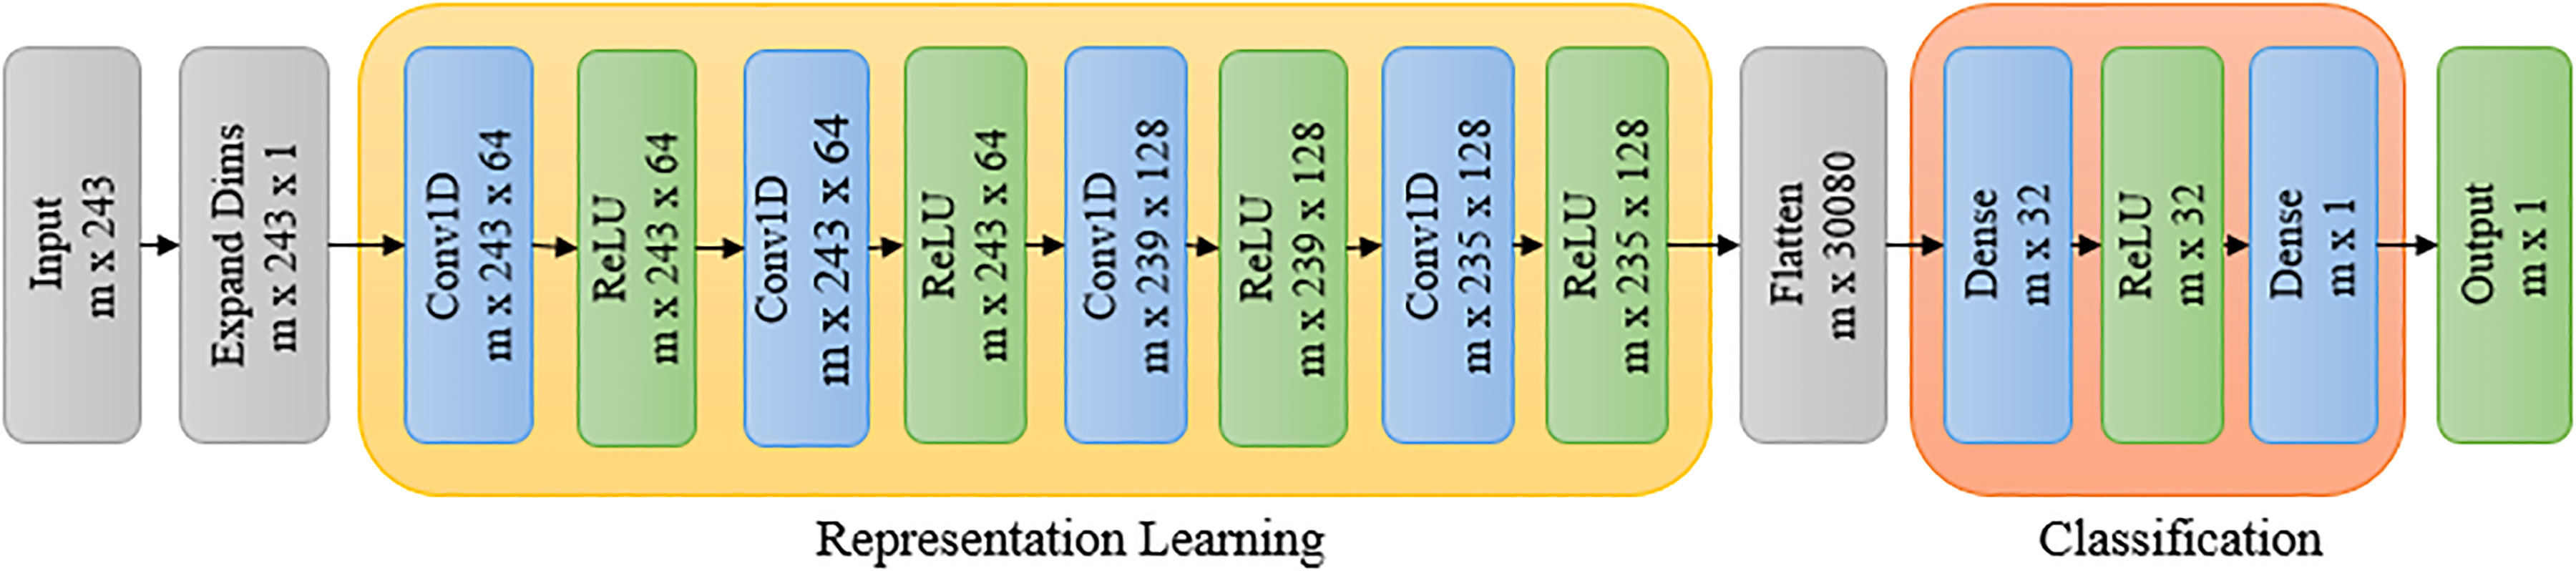 Input
m x 243
Expand Dims
m x 243 x 1
Conv1D
m x 243 x 64
ReLU
m x 243 x 64
Conv1D
m x 243 x 64
ReLU
m x 243 x 64
Conv1D
m x 239 x 128
ReLU
m x 239 x 128
Conv1D
m x 235 x 128
ReLU
m x 235 x 128
Flatten
m x 30080
Dense
m x 32
ReLU
m x 32
Dense
m x 1
Output
m x 1
Representation Learning
Classification